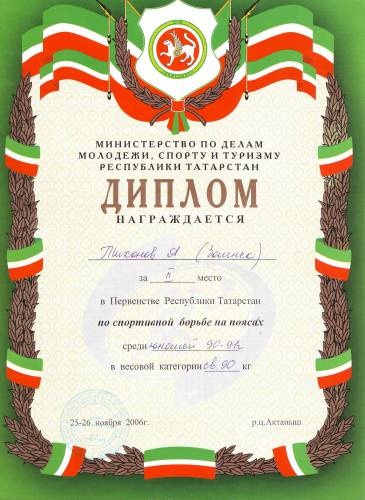 МИНИСТЕРСТВО ПО ДЕЛАМ
МОЛОДЕЖИ, СПОРТУ И ТУРИЗМУ
РЕСПУБЛИКИ ТАТАРСТАН
ДИПЛОМ
НАГРАЖДАЕТСЯ
Тихонов А (Заинск)
за II место
в Первенстве Республики Татарстан
по спортивной борьбе на поясах
среди юношей 90-91
в весовой категории св. 90 кг
25-26 ноября 2006г. р.ц.Актаныш